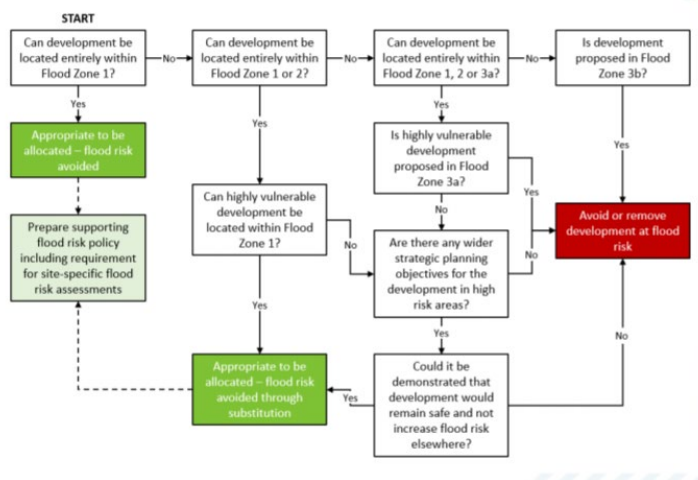 START
Can development be
located entirely within
Flood Zone 1?
No
Can development be
located entirely within
Flood Zone 1 or 2?
No
Can development be
located entirely within
Flood Zone 1, 2 or 3a?
No
Is development
proposed in Flood
Zone 3b?
Yes
Yes
Yes
Yes
Appropriate to be
allocated – flood risk
avoided
Is highly vulnerable
development
proposed in Flood
Zone 3a?
Yes
No
Prepare supporting
flood risk policy
including requirement
for site-specific flood
risk assessments
Can highly vulnerable
development be
located within Flood
Zone 1?
No
Are there any wider
strategic planning
objectives for the
development in high
risk areas?
No
Avoid or remove
development at flood
risk
Yes
Yes
No
Appropriate to be
allocated – flood risk
avoided through
substitution
Yes
Could it be
demonstrated that
development would
remain safe and not
increase flood risk
elsewhere?